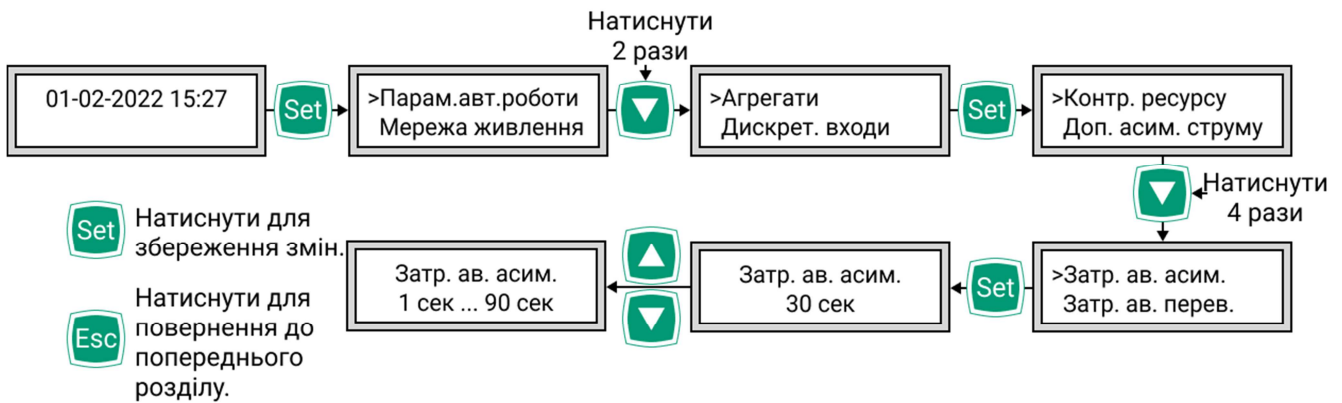 Натиснути
2 рази
01-02-2022 15:27
Set
>Парам.авт.роботи
Мережа живлення
>Агрегати
Дискрет. входи
Set
>Контр. ресурсу
Доп. асим. струму
Натиснути
4 рази
>Затр. ав. асим.
Затр. ав. перев.
Set
Затр. ав. асим.
30 сек
Затр. ав. асим.
1 сек ... 90 сек
Set
Натиснути для
збереження змін.
Esc
Натиснути для
повернення до
попереднього
розділу.